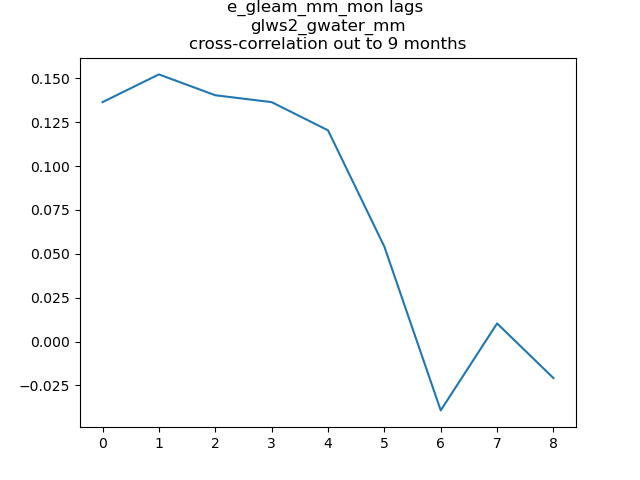 e_gleam_mm_mon lags
glws2_gwater_mm
cross-correlation out to 9 months
0.150
0.125
0.100
0.075
0.050
0.025
0.000
−0.025
0 1 2 3 4 5 6 7 8